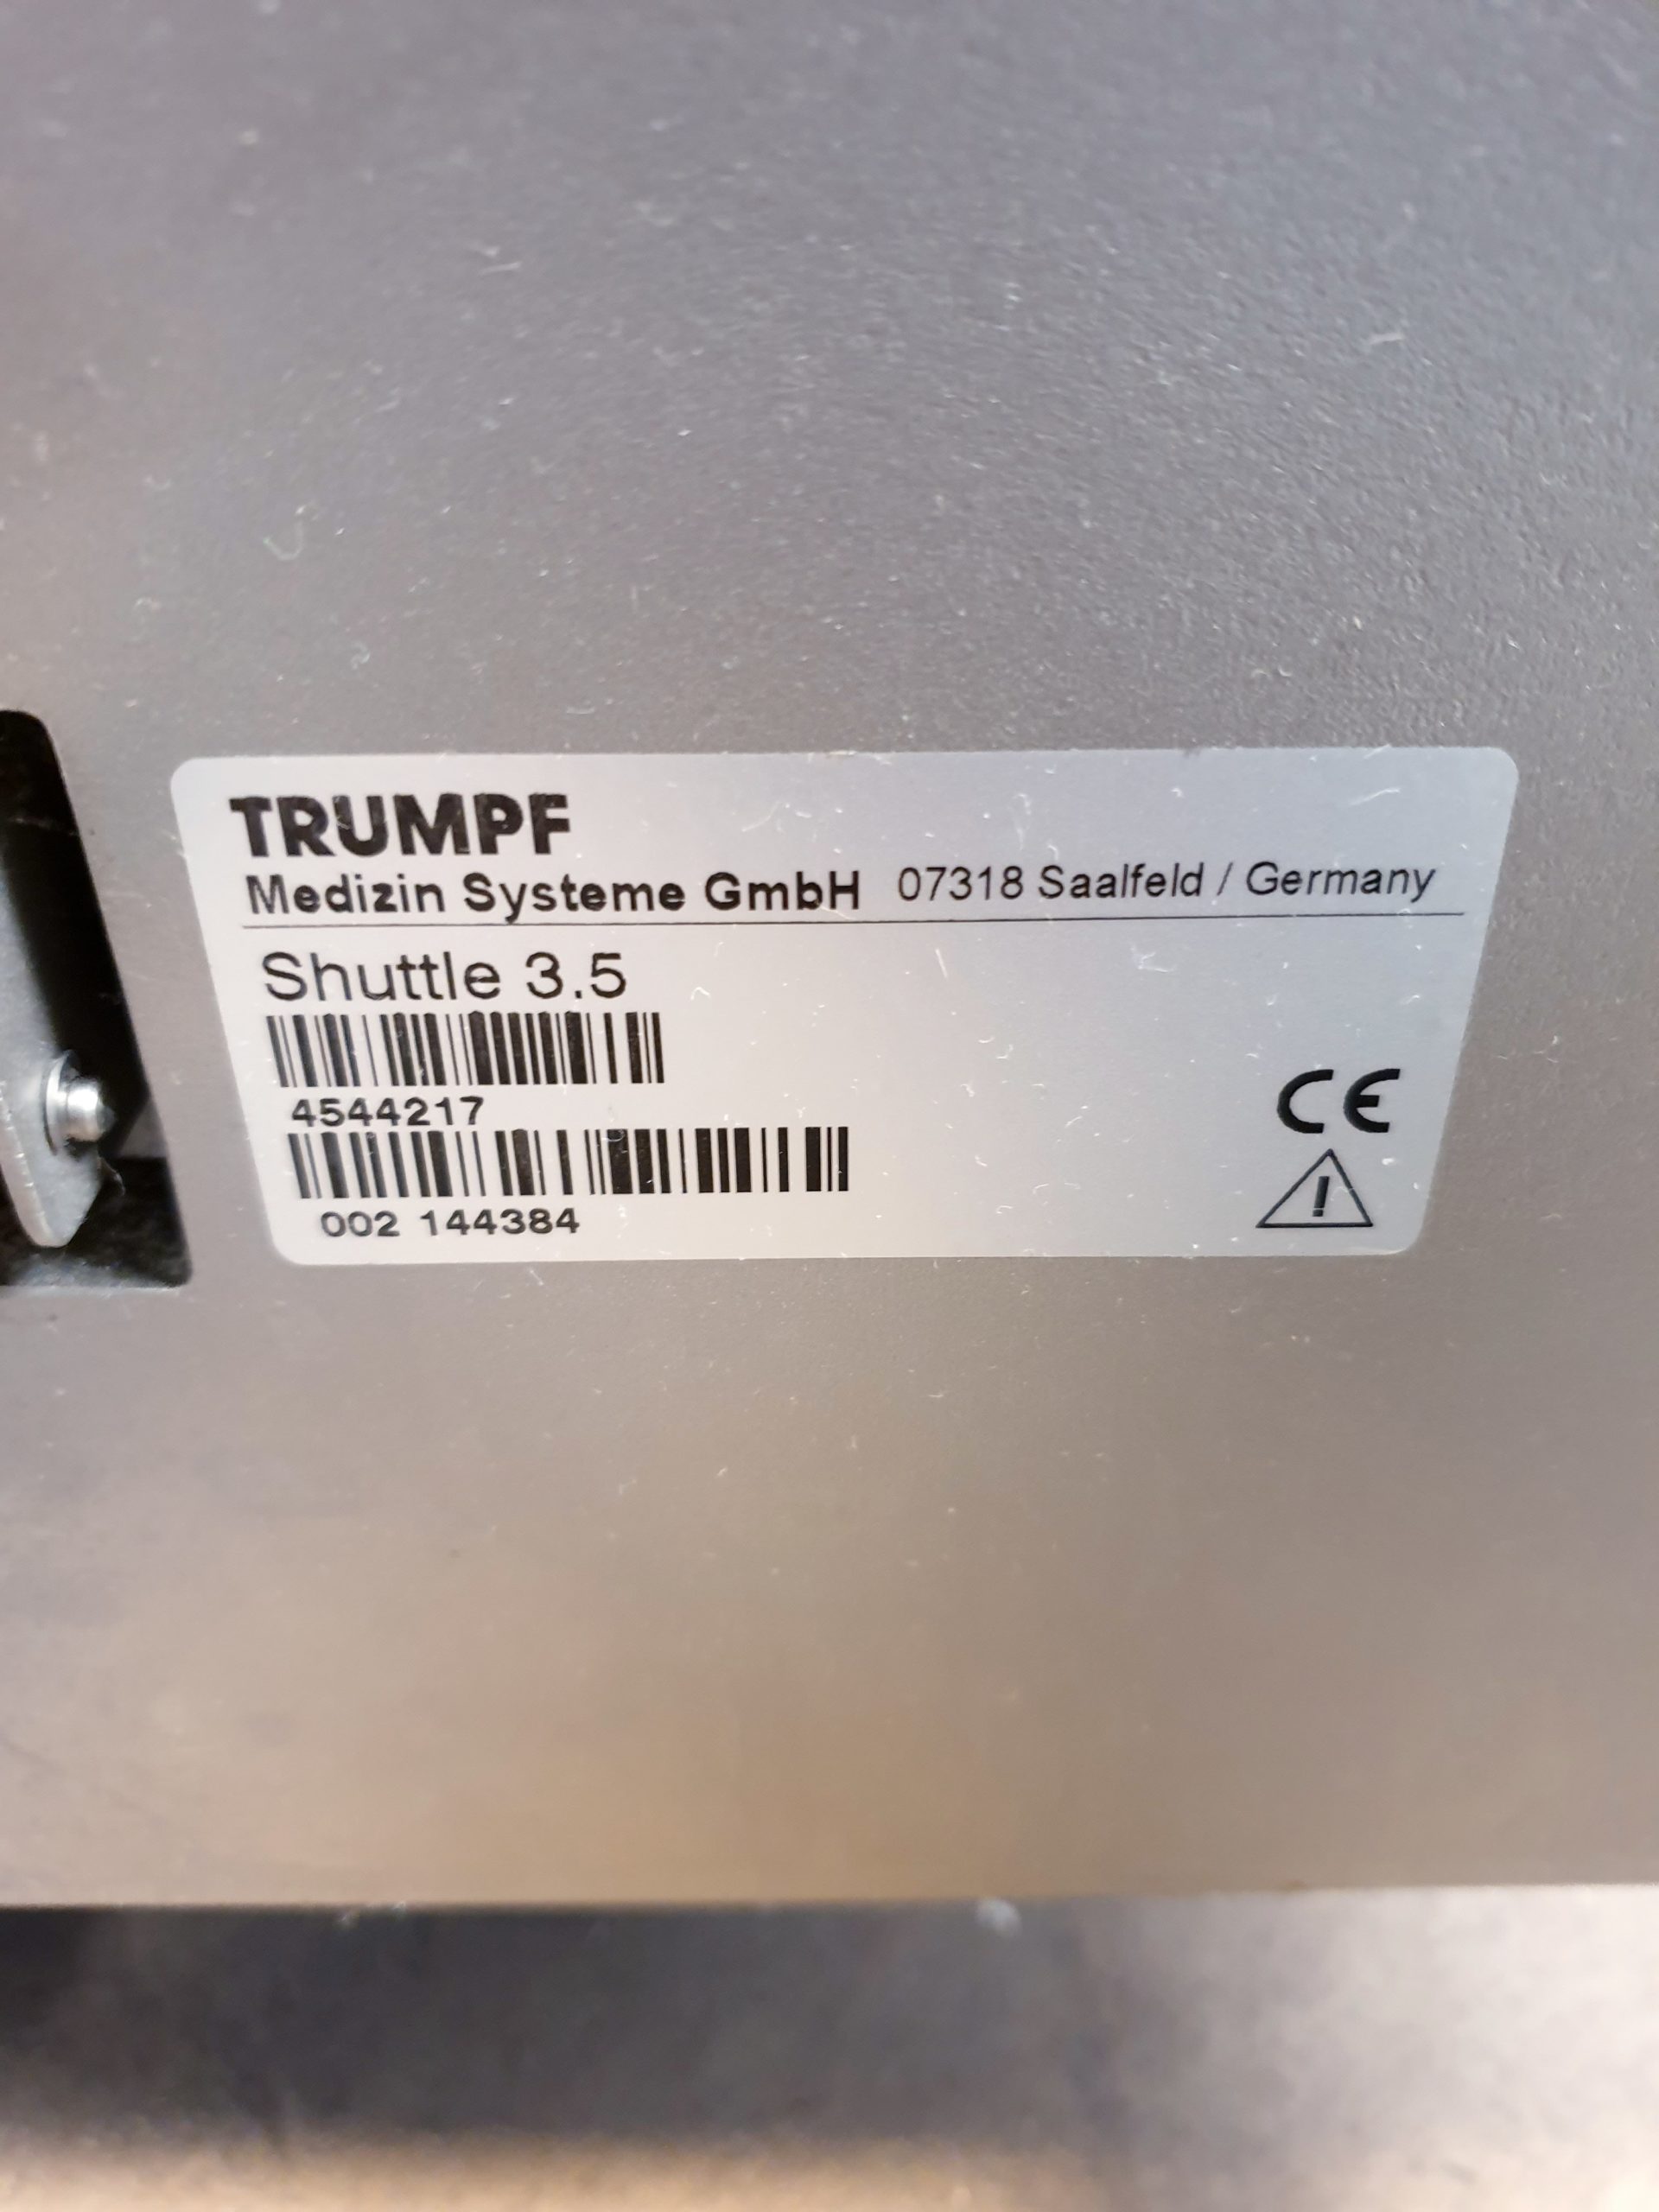 TRUMPF
Medizin Systeme GmbH 07318 Saalfeld / Germany
Shuttle 3.5
4544217
002 144384
CE
!